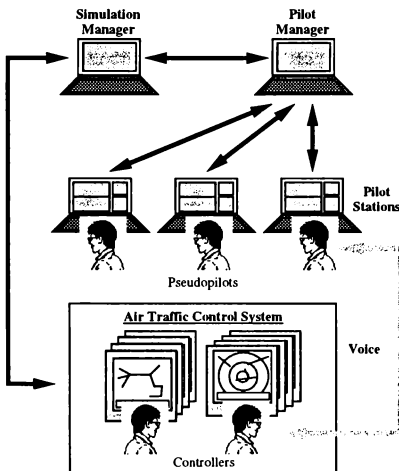 Simulation
Manager
Pilot
Manager
Pilot
Stations
Pseudopilots
Air Traffic Control System
Voice
Controllers